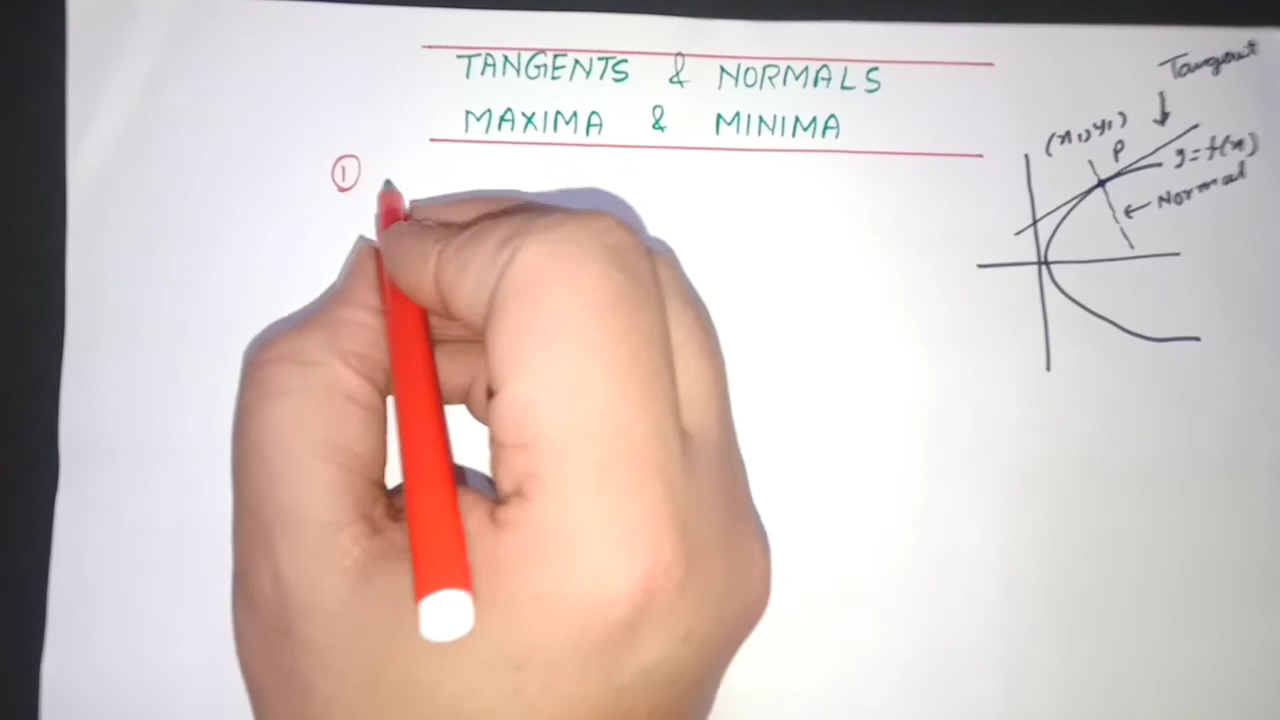 TANGENTS & NORMALS
MAXIMA & MINIMA
①
Tangent
(x₁, y₁)
P
y = f(x)
← Normal